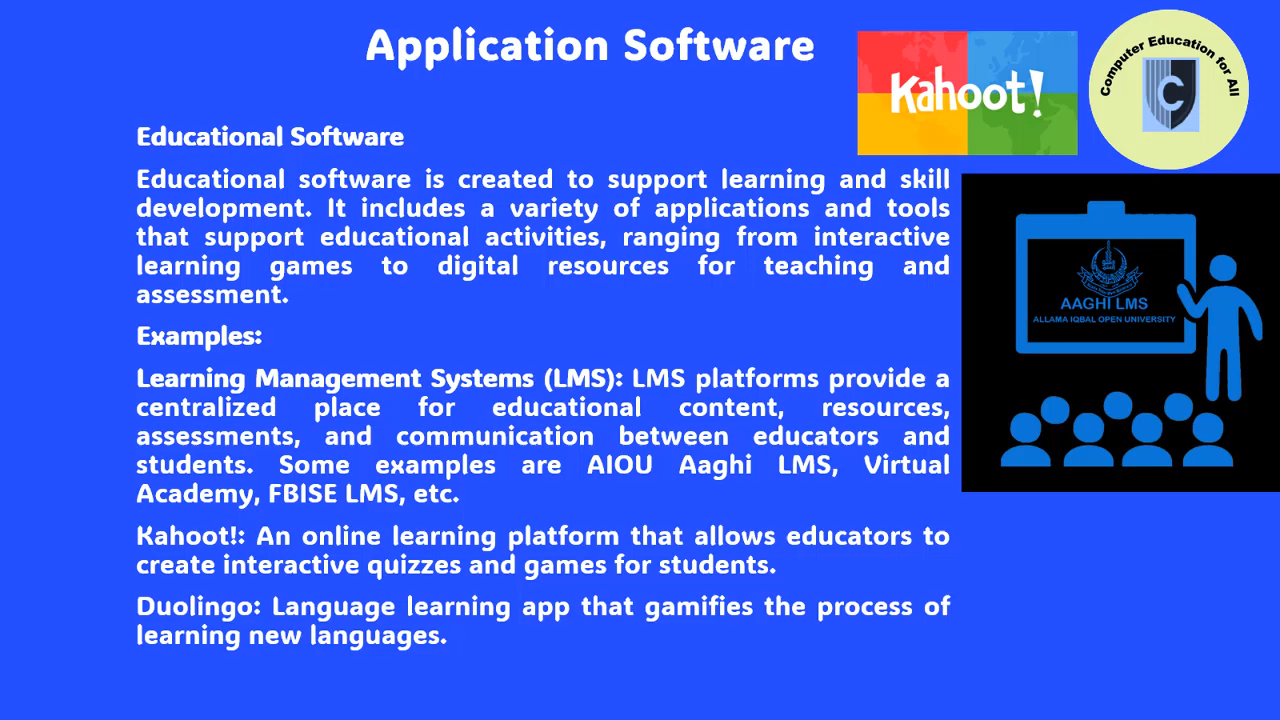 Application Software
Kahoot!
Computer Education for All
C
Educational Software
Educational software is created to support learning and skill
development. It includes a variety of applications and tools
that support educational activities, ranging from interactive
learning games to digital resources for teaching and
assessment.
AAGHI LMS
ALLAMA IQBAL OPEN UNIVERSITY
Examples:
Learning Management Systems (LMS): LMS platforms provide a
centralized place for educational content, resources,
assessments, and communication between educators and
students. Some examples are AIOU Aaghi LMS, Virtual
Academy, FBISE LMS, etc.
Kahoot!: An online learning platform that allows educators to
create interactive quizzes and games for students.
Duolingo: Language learning app that gamifies the process of
learning new languages.